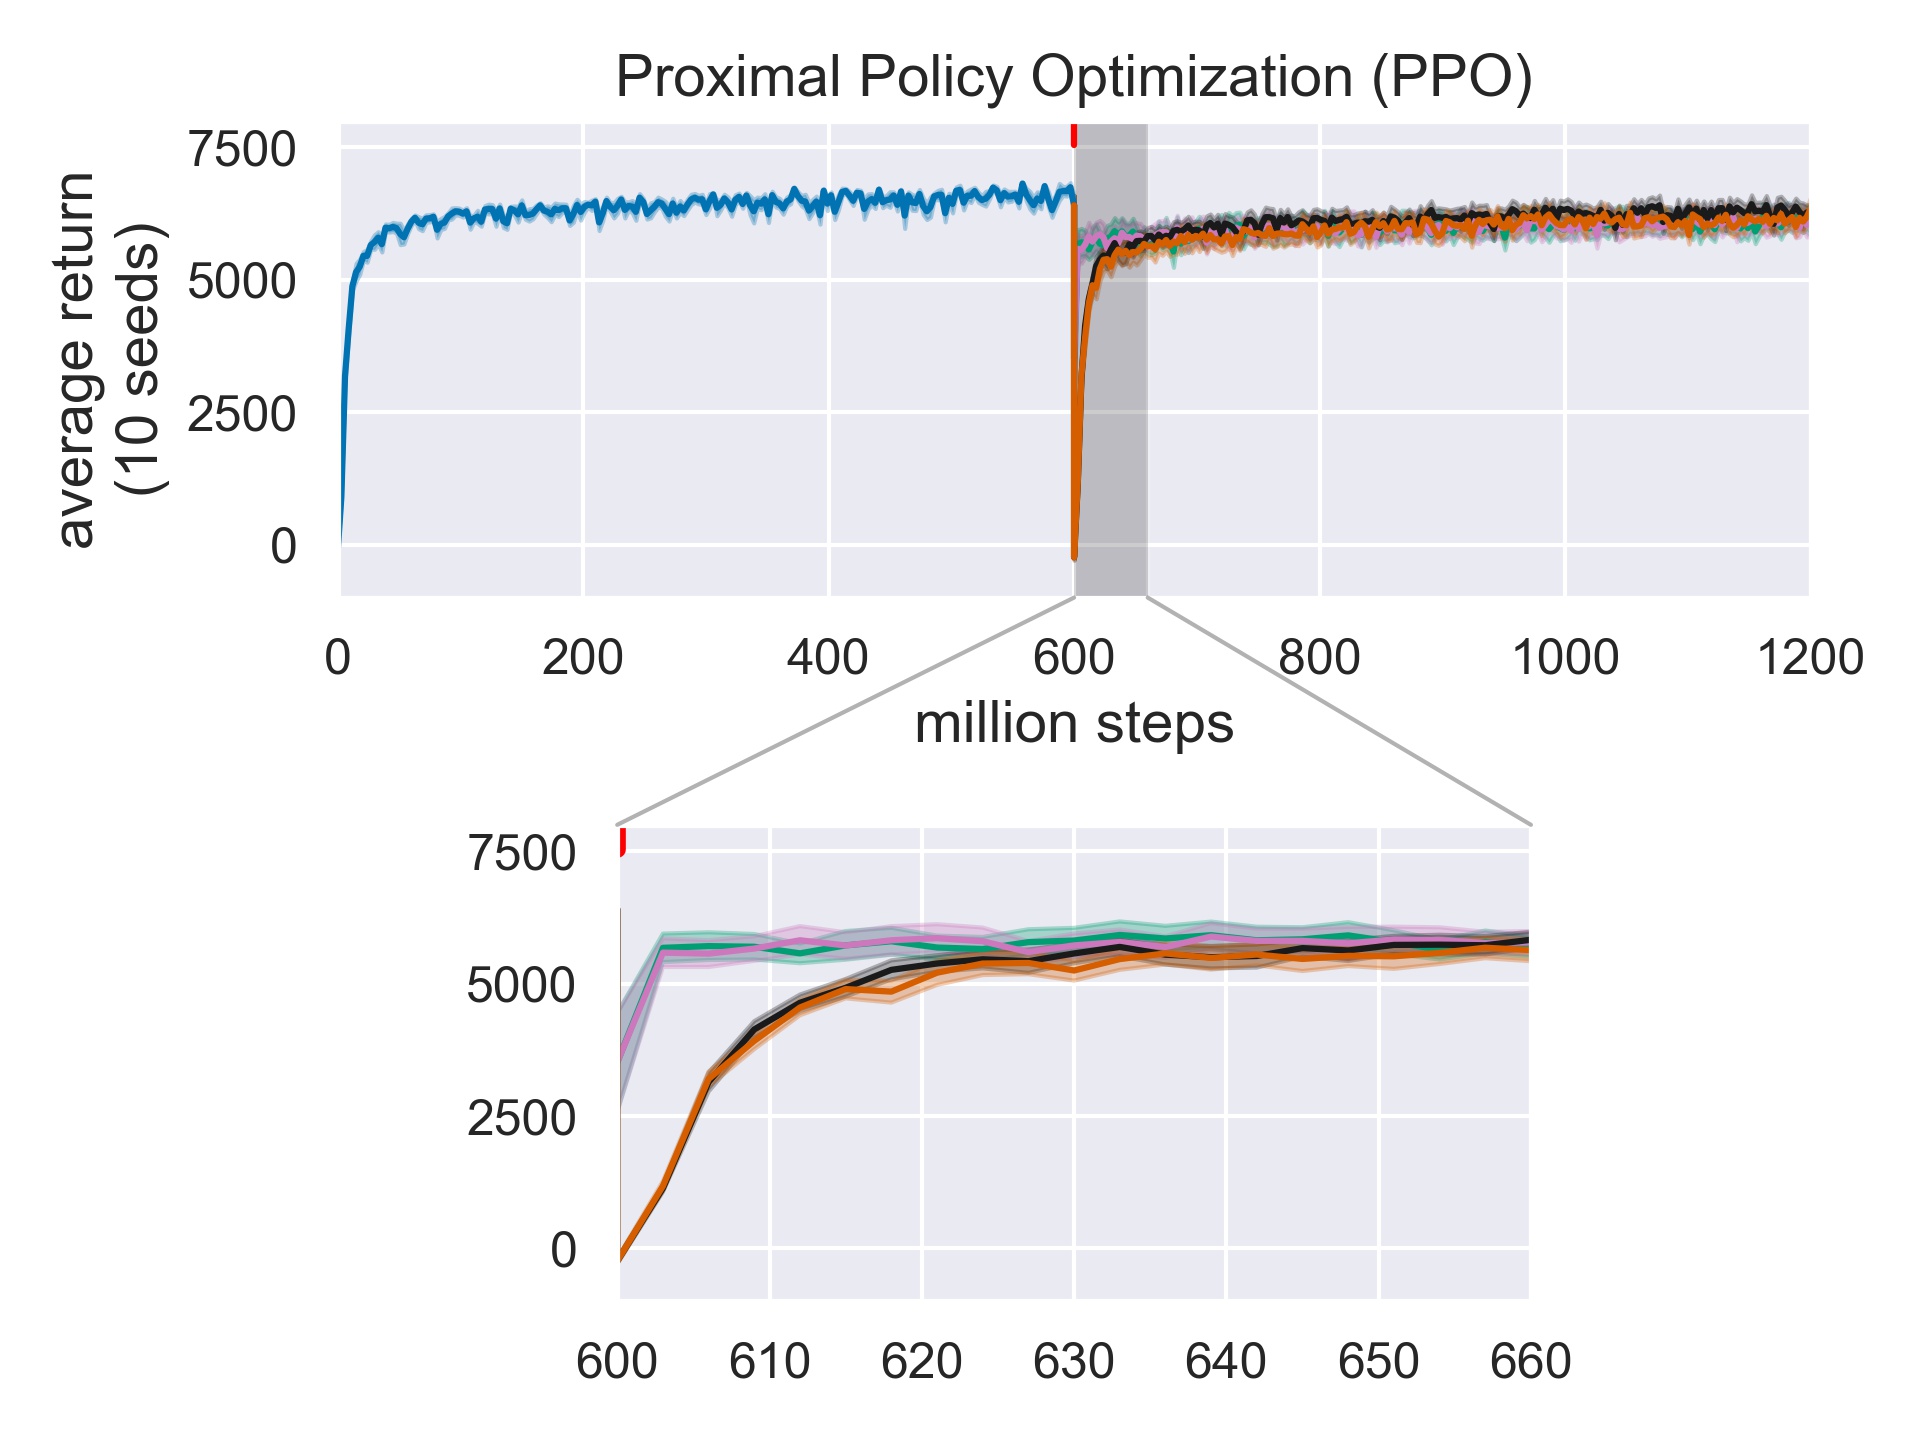 Proximal Policy Optimization (PPO)
average return
(10 seeds)
7500
5000
2500
0
0 200 400 600 800 1000 1200
million steps
7500
5000
2500
0
600 610 620 630 640 650 660